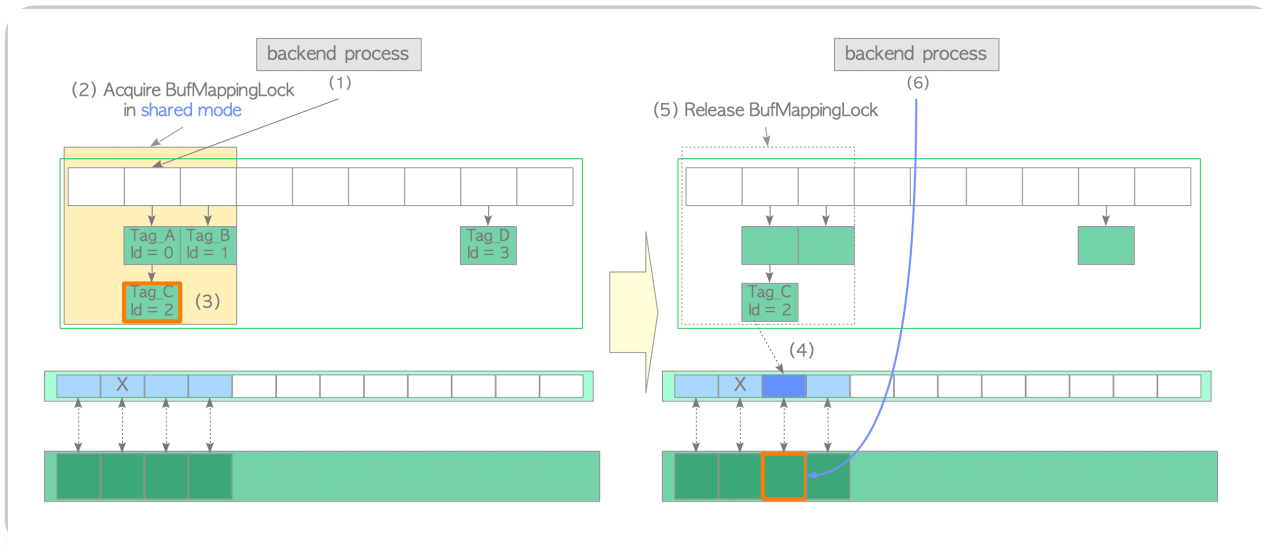 backend process
(1)
(2) Acquire BufMappingLock
in shared mode
Tag_A
Id = 0
Tag_B
Id = 1
Tag_D
Id = 3
Tag_C
Id = 2
(3)
X
backend process
(6)
(5) Release BufMappingLock
Tag_C
Id = 2
(4)
X